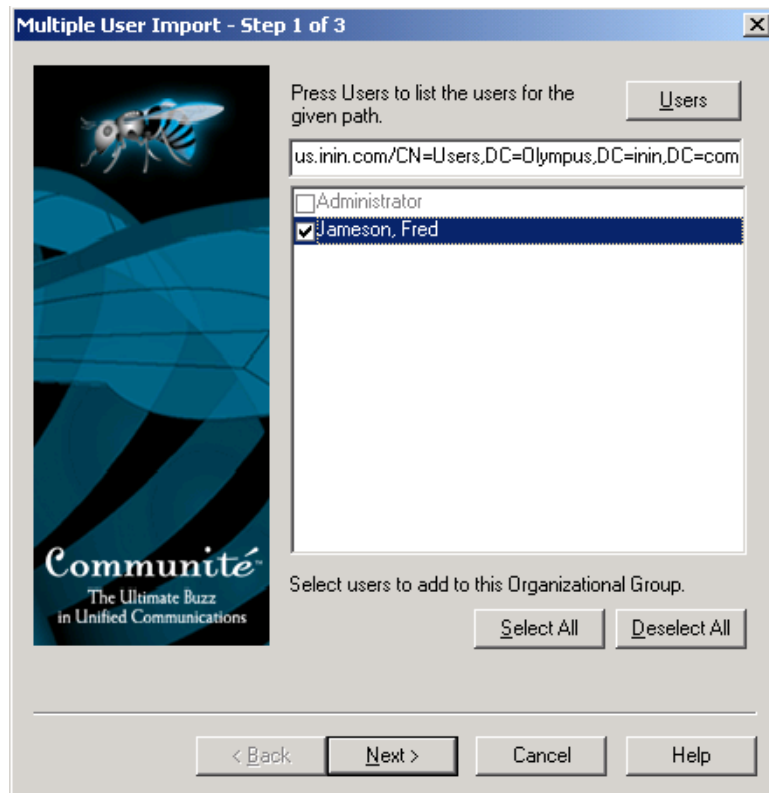 Multiple User Import - Step 1 of 3
Press Users to list the users for the
given path.
Users
us.inin.com/CN=Users,DC=Olympus,DC=inin,DC=com
Administrator
Jameson, Fred
Communité™
The Ultimate Buzz
in Unified Communications
Select users to add to this Organizational Group.
Select All
Deselect All
< Back
Next >
Cancel
Help